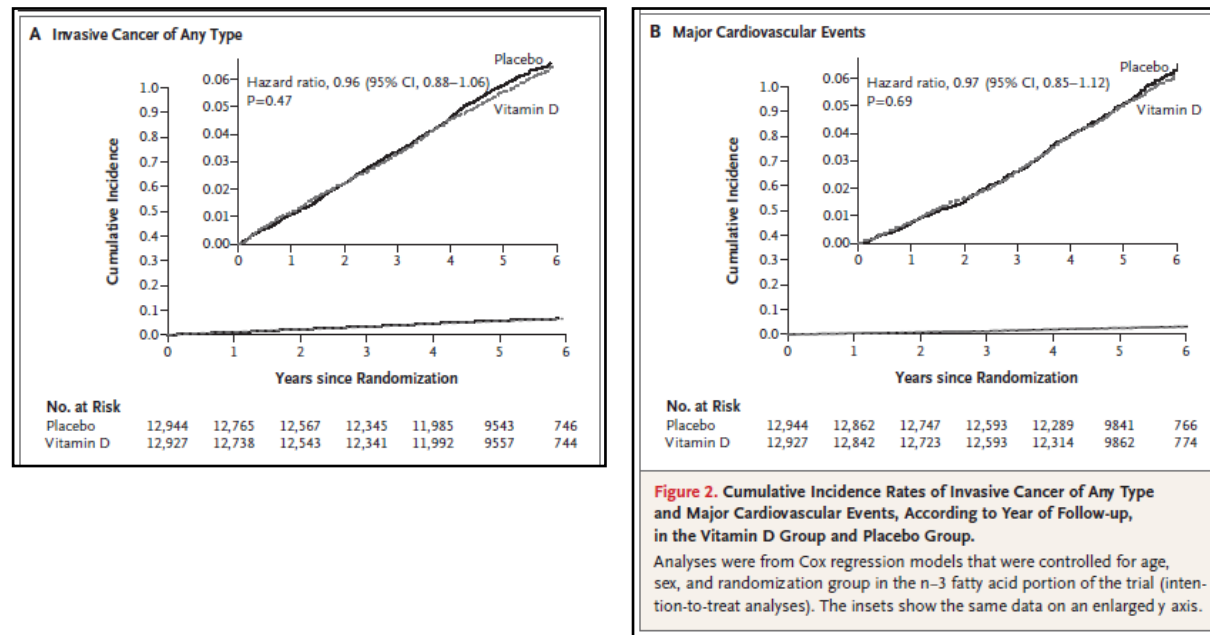 A Invasive Cancer of Any Type
Placebo
Hazard ratio, 0.96 (95% CI, 0.88–1.06)
P=0.47
Vitamin D
0.06
0.05
0.04
0.03
0.02
0.01
0.00
0 1 2 3 4 5 6
Cumulative Incidence
1.0
0.9
0.8
0.7
0.6
0.5
0.4
0.3
0.2
0.1
0.0
0 1 2 3 4 5 6
Years since Randomization
No. at Risk
Placebo 12,944 12,765 12,567 12,345 11,985 9543 746
Vitamin D 12,927 12,738 12,543 12,341 11,992 9557 744
B Major Cardiovascular Events
Placebo
Hazard ratio, 0.97 (95% CI, 0.85–1.12)
P=0.69
Vitamin D
0.06
0.05
0.04
0.03
0.02
0.01
0.00
0 1 2 3 4 5 6
Cumulative Incidence
1.0
0.9
0.8
0.7
0.6
0.5
0.4
0.3
0.2
0.1
0.0
0 1 2 3 4 5 6
Years since Randomization
No. at Risk
Placebo 12,944 12,862 12,747 12,593 12,289 9841 766
Vitamin D 12,927 12,842 12,723 12,593 12,314 9862 774
Figure 2. Cumulative Incidence Rates of Invasive Cancer of Any Type
and Major Cardiovascular Events, According to Year of Follow-up,
in the Vitamin D Group and Placebo Group.
Analyses were from Cox regression models that were controlled for age,
sex, and randomization group in the n–3 fatty acid portion of the trial (inten-
tion-to-treat analyses). The insets show the same data on an enlarged y axis.